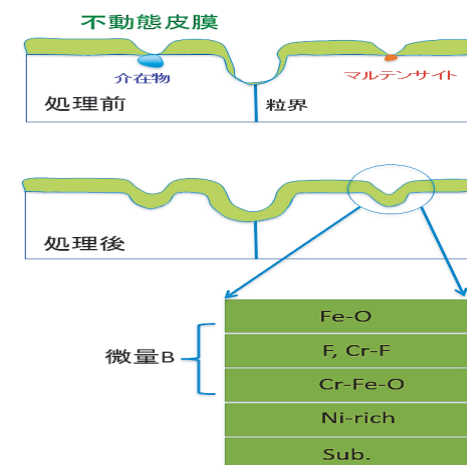 不動態皮膜
介在物
マルテンサイト
処理前
粒界
処理後
Fe-O
微量B
F, Cr-F
Cr-Fe-O
Ni-rich
Sub.